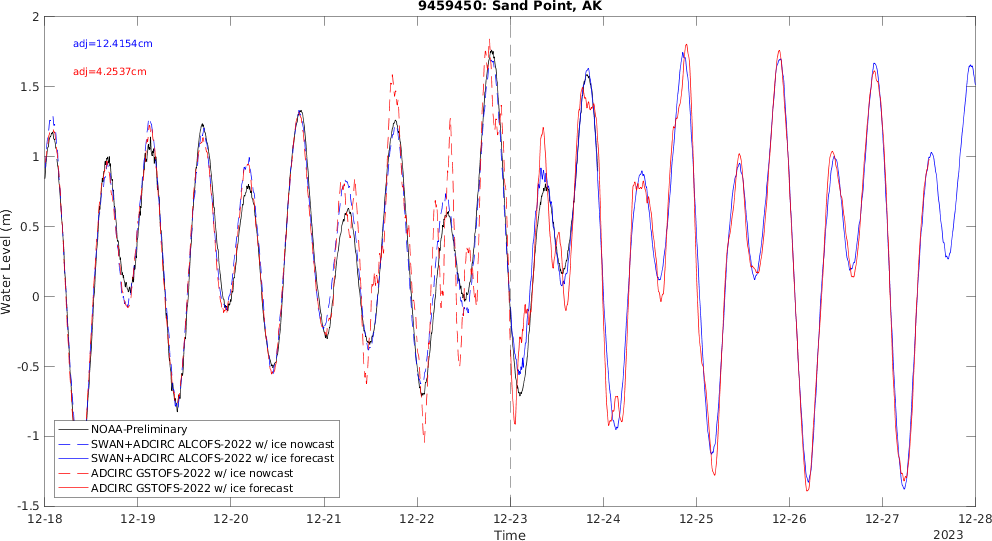 9459450: Sand Point, AK
adj=12.4154cm
adj=4.2537cm
Water Level (m)
2
1.5
1
0.5
0
-0.5
-1
-1.5
NOAA-Preliminary
SWAN+ADCIRC ALCOFS-2022 w/ ice nowcast
SWAN+ADCIRC ALCOFS-2022 w/ ice forecast
ADCIRC GSTOFS-2022 w/ ice nowcast
ADCIRC GSTOFS-2022 w/ ice forecast
12-18 12-19 12-20 12-21 12-22 12-23 12-24 12-25 12-26 12-27 12-28
Time
2023